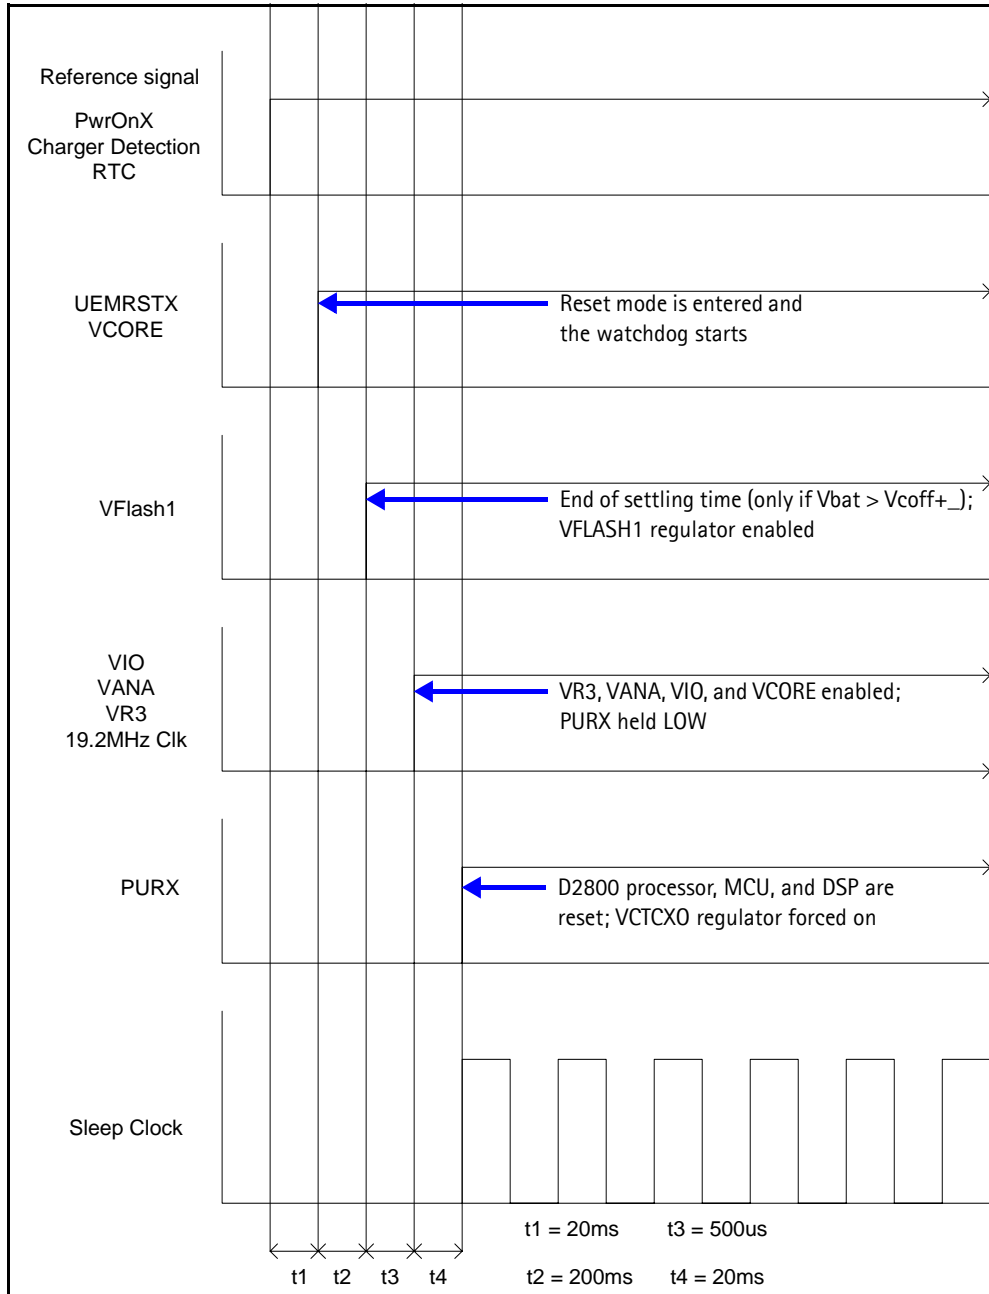 Reference signal
PwrOnX
Charger Detection
RTC
UEMRSTX
VCORE
Reset mode is entered and
the watchdog starts
VFlash1
End of settling time (only if Vbat > Vcoff+_);
VFLASH1 regulator enabled
VIO
VANA
VR3
19.2MHz Clk
VR3, VANA, VIO, and VCORE enabled;
PURX held LOW
PURX
D2800 processor, MCU, and DSP are
reset; VCTCXO regulator forced on
Sleep Clock
t1 = 20ms t3 = 500us
t1 t2 t3 t4
t2 = 200ms t4 = 20ms